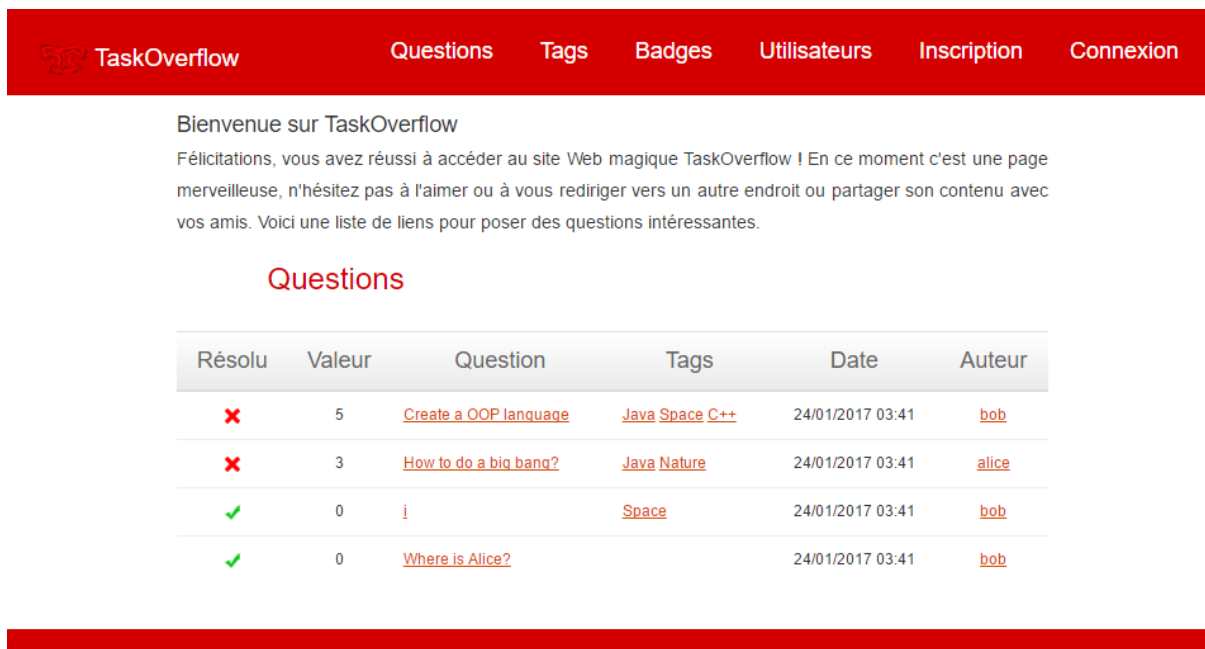 TaskOverflow Questions Tags Badges Utilisateurs Inscription Connexion
Bienvenue sur TaskOverflow
Félicitations, vous avez réussi à accéder au site Web magique TaskOverflow ! En ce moment c'est une page
merveilleuse, n'hésitez pas à l'aimer ou à vous rediriger vers un autre endroit ou partager son contenu avec
vos amis. Voici une liste de liens pour poser des questions intéressantes.
Questions
Résolu Valeur Question Tags Date Auteur
5 Create a OOP language Java Space C++ 24/01/2017 03:41 bob
3 How to do a big bang? Java Nature 24/01/2017 03:41 alice
0 i Space 24/01/2017 03:41 bob
0 Where is Alice? 24/01/2017 03:41 bob